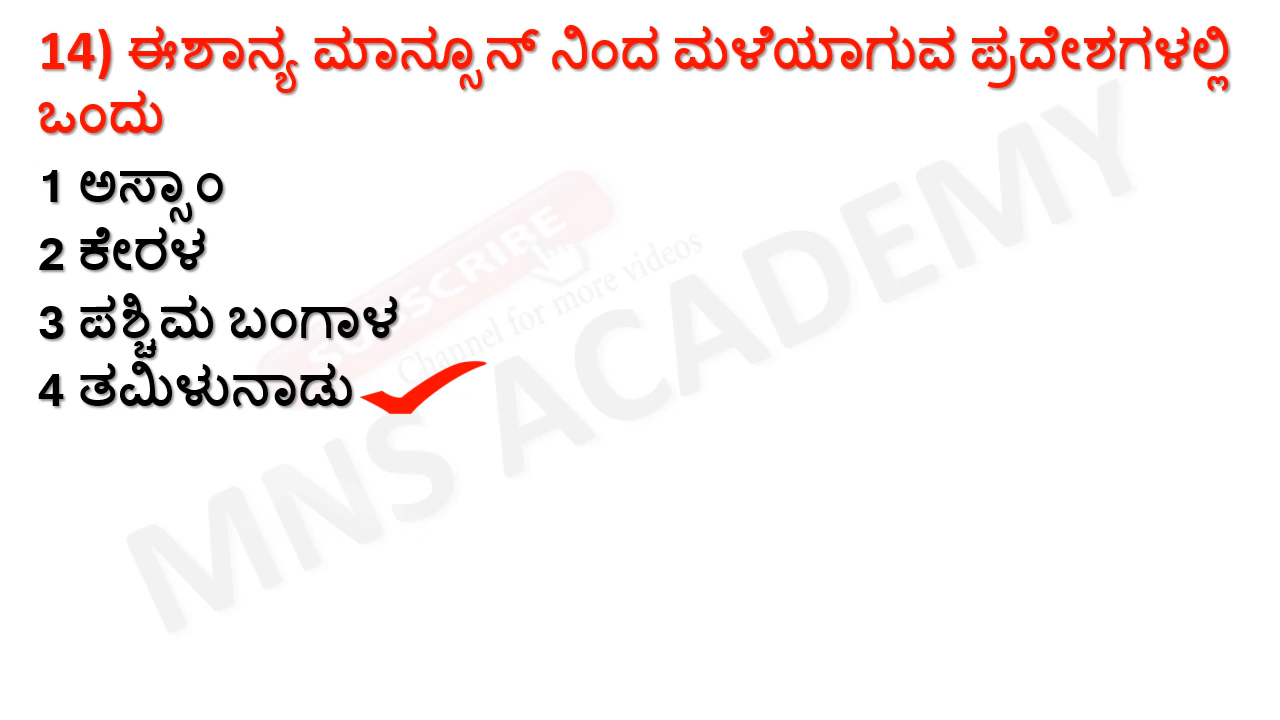 14) ಈಶಾನ್ಯ ಮಾನ್ಸೂನ್ ನಿಂದ ಮಳೆಯಾಗುವ ಪ್ರದೇಶಗಳಲ್ಲಿ
ಒಂದು
1 ಅಸ್ಸಾಂ
2 ಕೇರಳ
3 ಪಶ್ಚಿಮ ಬಂಗಾಳ
4 ತಮಿಳುನಾಡು
SUBSCRIBE
Channel for more videos
MNS ACADEMY